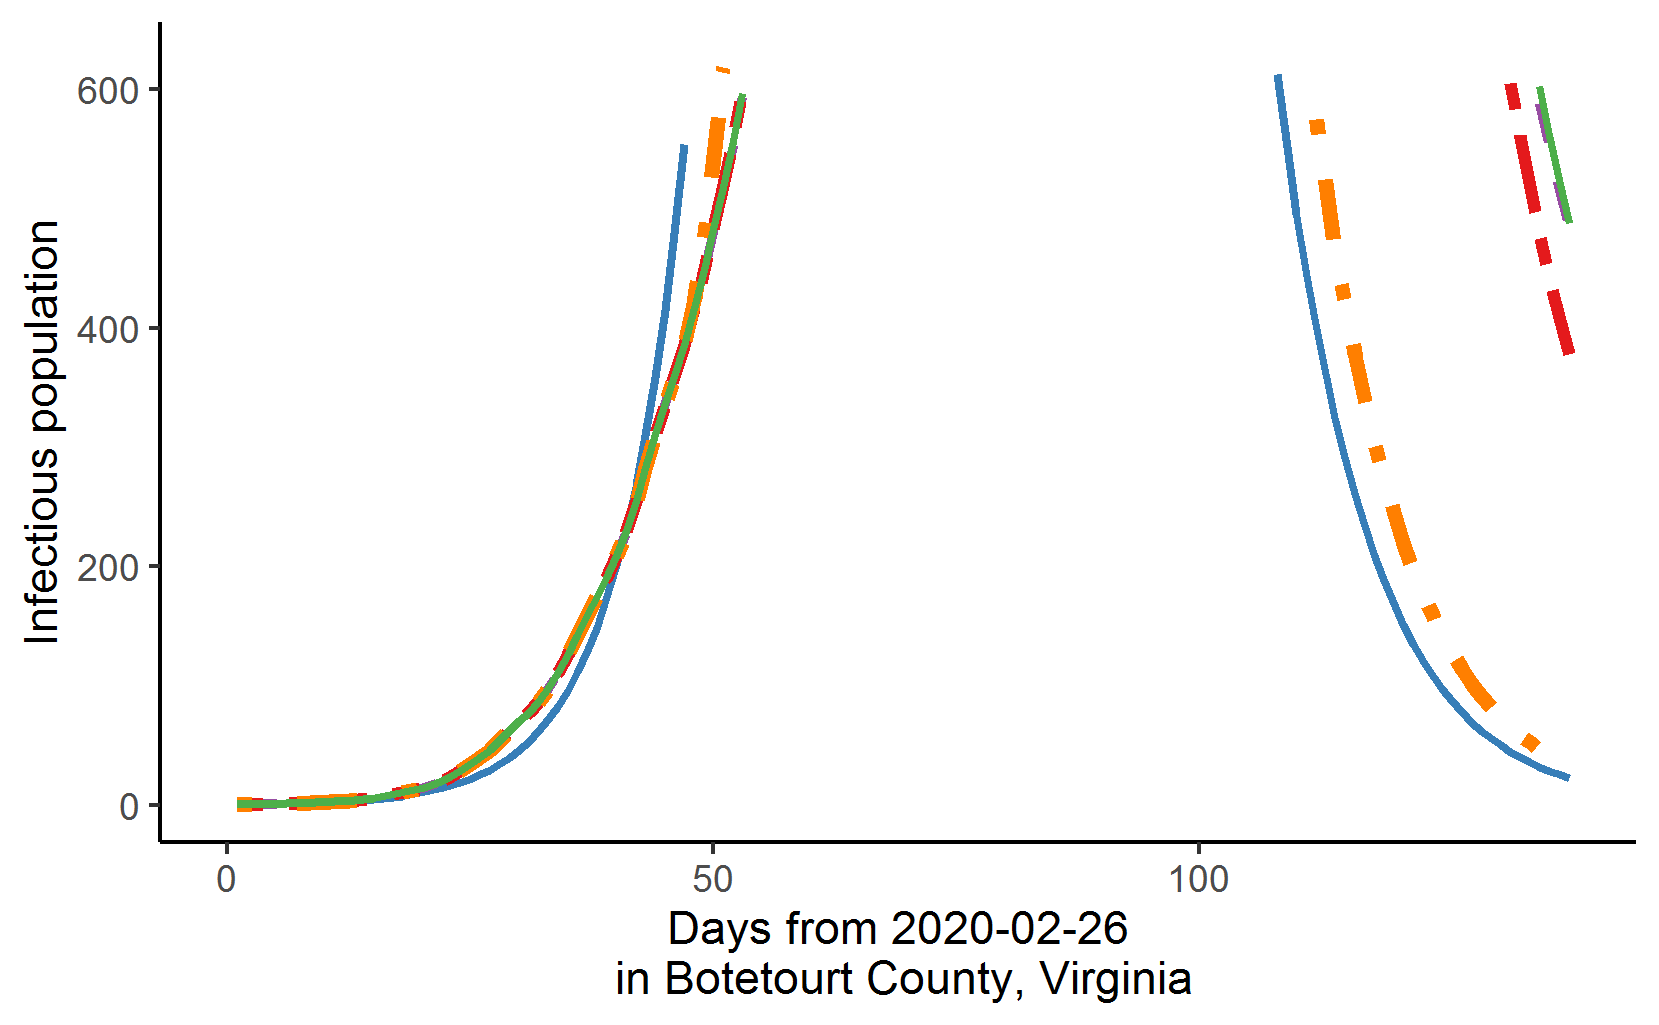 Infectious population
600
400
200
0
0 50 100
Days from 2020-02-26
in Botetourt County, Virginia